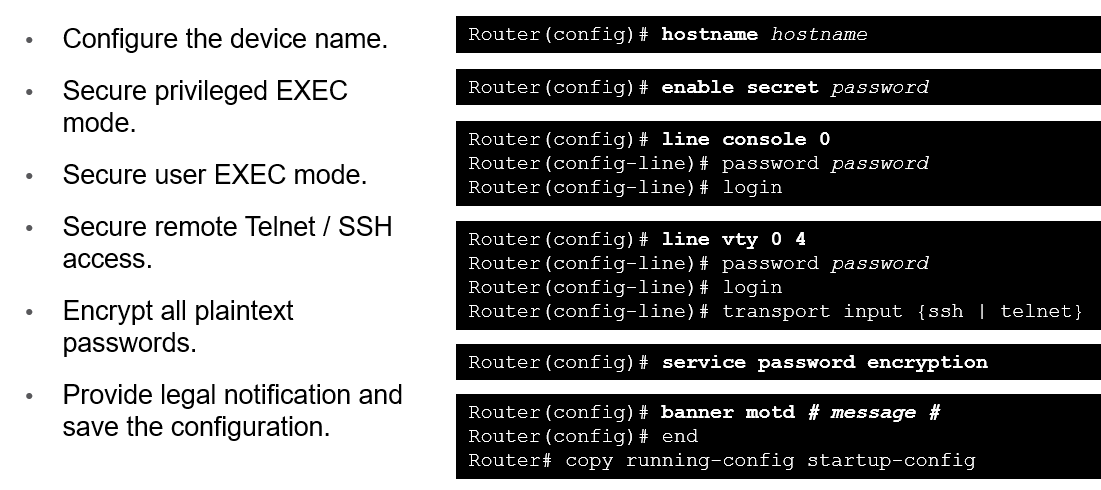 • Configure the device name.
• Secure privileged EXEC
mode.
• Secure user EXEC mode.
• Secure remote Telnet / SSH
access.
• Encrypt all plaintext
passwords.
• Provide legal notification and
save the configuration.
Router(config)# hostname hostname
Router(config)# enable secret password
Router(config)# line console 0
Router(config-line)# password password
Router(config-line)# login
Router(config)# line vty 0 4
Router(config-line)# password password
Router(config-line)# login
Router(config-line)# transport input {ssh | telnet}
Router(config)# service password encryption
Router(config)# banner motd # message #
Router(config)# end
Router# copy running-config startup-config